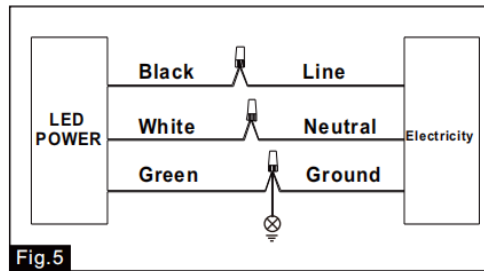 Black Line
LED
POWER
White Neutral
Electricity
Green Ground
Fig.5